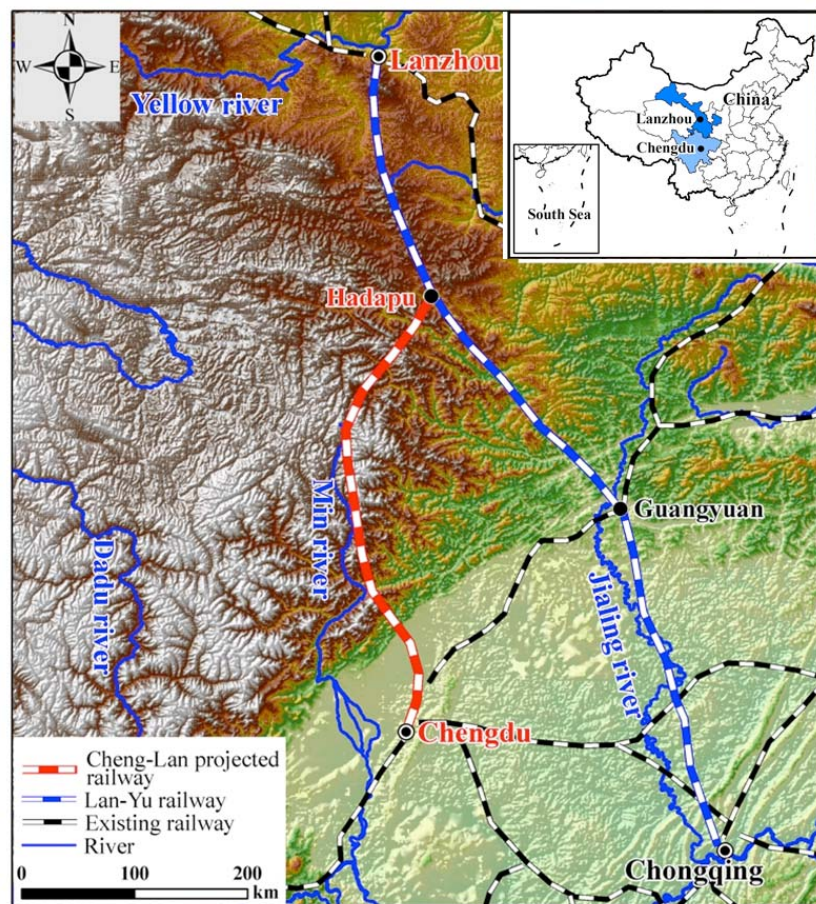 N
W
E
S
Lanzhou
Yellow river
China
Lanzhou
Chengdu
South Sea
Hadapu
Min river
Dadu river
Guangyuan
Jialing river
Chengdu
Chongqing
Cheng-Lan projected
railway
Lan-Yu railway
Existing railway
River
0 100 200
km